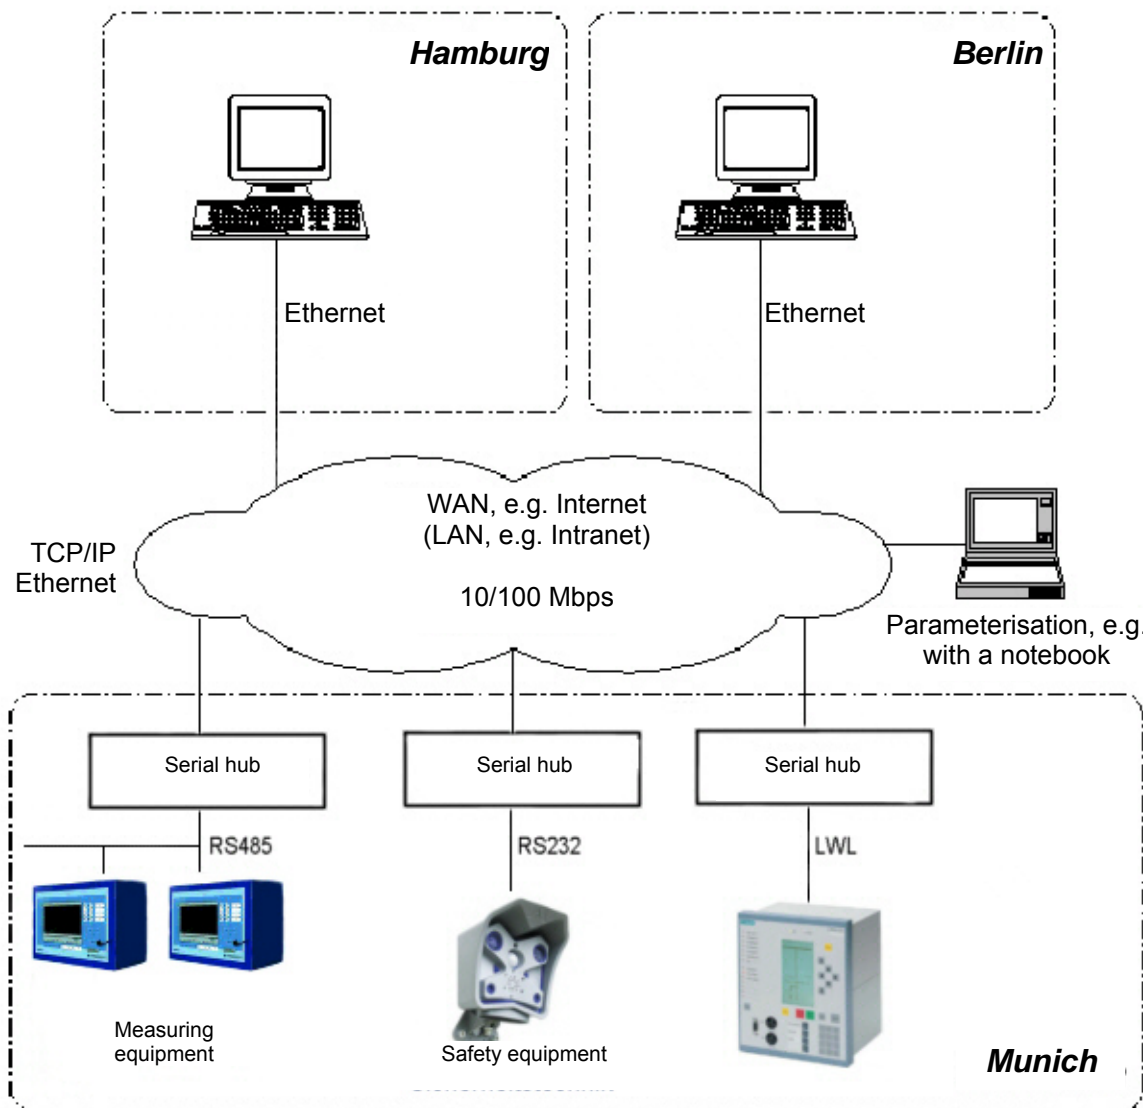 Hamburg
Berlin
Ethernet
Ethernet
WAN, e.g. Internet
(LAN, e.g. Intranet)
10/100 Mbps
TCP/IP
Ethernet
Parameterisation, e.g.
with a notebook
Serial hub
Serial hub
Serial hub
RS485
RS232
LWL
Measuring
equipment
Safety equipment
Munich